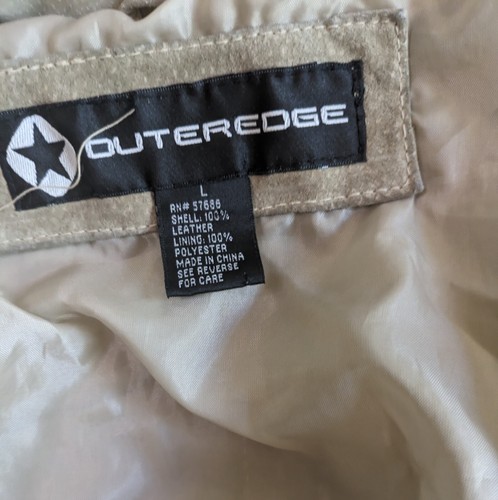 OUTEREDGE
L
RN# 57686
SHELL: 100%
LEATHER
LINING: 100%
POLYESTER
MADE IN CHINA
SEE REVERSE
FOR CARE